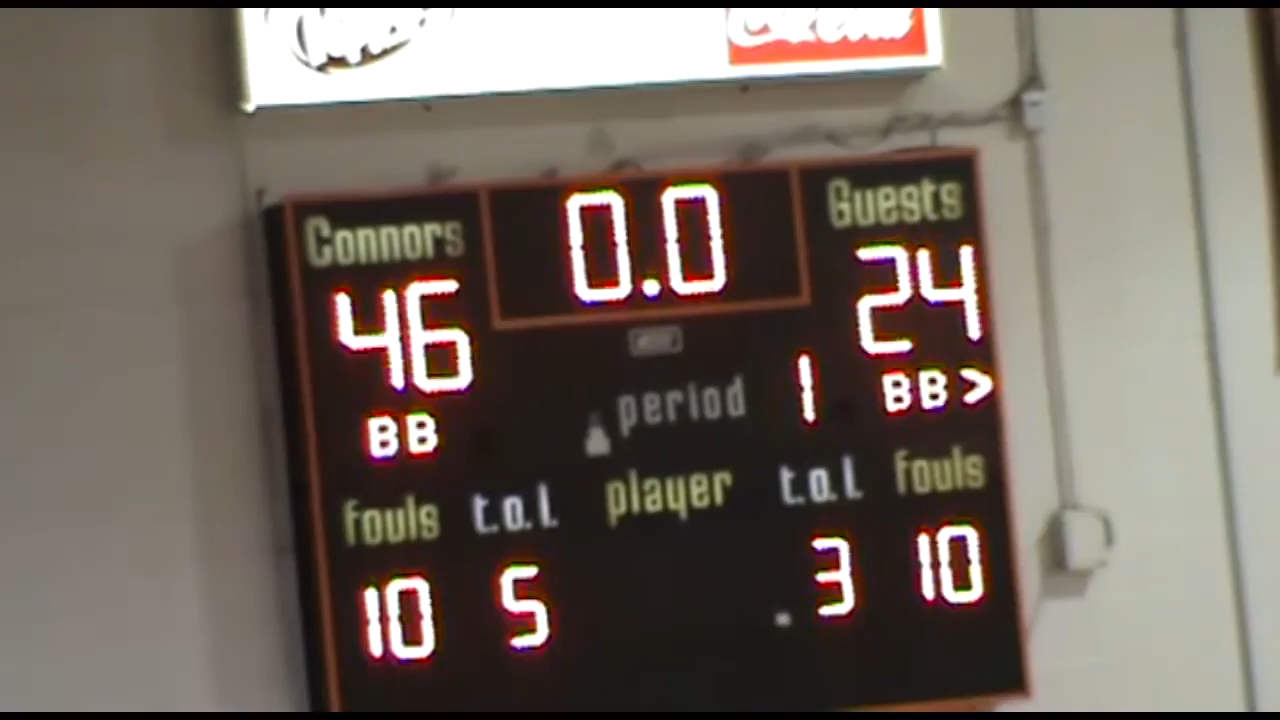 Connors 0.0 Guests
46 24
period 1
BB BB >
fouls t.o.l. player t.o.l. fouls
10 5 . 3 10